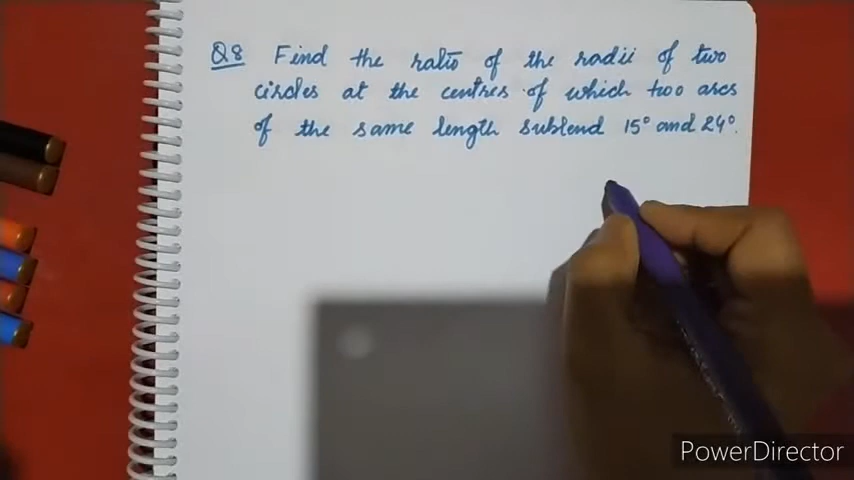 Q8 Find the ratio of the radii of two
circles at the centres of which two arcs
of the same length subtend 15° and 24°.
PowerDirector